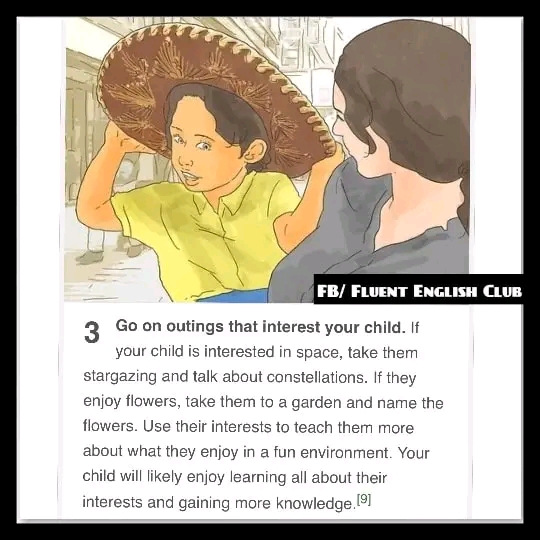 FB/ FLUENT ENGLISH CLUB
3 Go on outings that interest your child. If
your child is interested in space, take them
stargazing and talk about constellations. If they
enjoy flowers, take them to a garden and name the
flowers. Use their interests to teach them more
about what they enjoy in a fun environment. Your
child will likely enjoy learning all about their
interests and gaining more knowledge.[9]